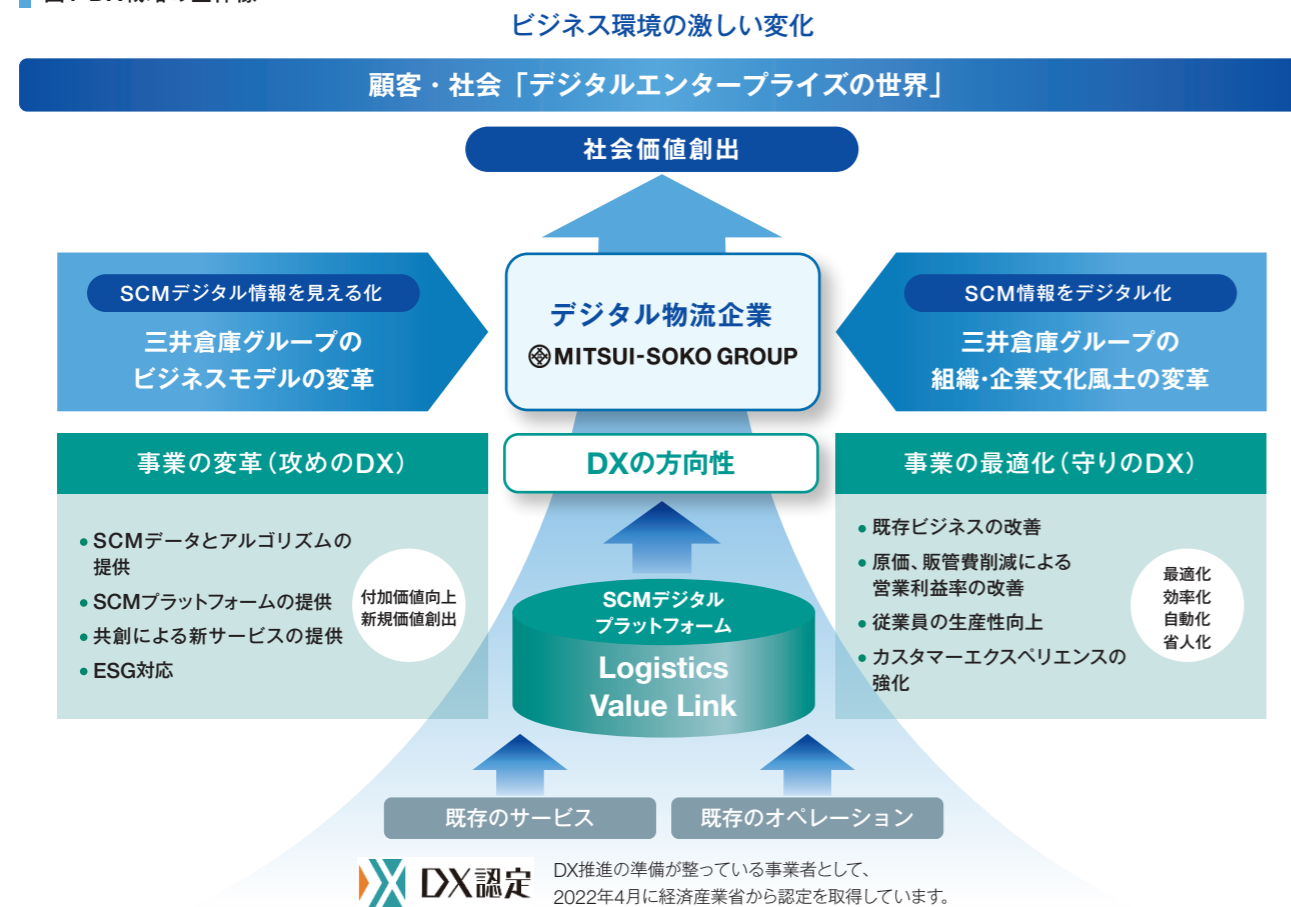 ビジネス環境の激しい変化
顧客・社会「デジタルエンタープライズの世界」
社会価値創出
SCMデジタル情報を見える化
三井倉庫グループの
ビジネスモデルの変革
デジタル物流企業
MITSUI-SOKO GROUP
SCM情報をデジタル化
三井倉庫グループの
組織・企業文化風土の変革
事業の変革（攻めのDX）
• SCMデータとアルゴリズムの
提供
• SCMプラットフォームの提供
• 共創による新サービスの提供
• ESG対応
付加価値向上
新規価値創出
DXの方向性
SCMデジタル
プラットフォーム
Logistics
Value Link
事業の最適化（守りのDX）
• 既存ビジネスの改善
• 原価、販管費削減による
営業利益率の改善
• 従業員の生産性向上
• カスタマーエクスペリエンスの
強化
最適化
効率化
自動化
省人化
既存のサービス
既存のオペレーション
DX認定
DX推進の準備が整っている事業者として、
2022年4月に経済産業省から認定を取得しています。